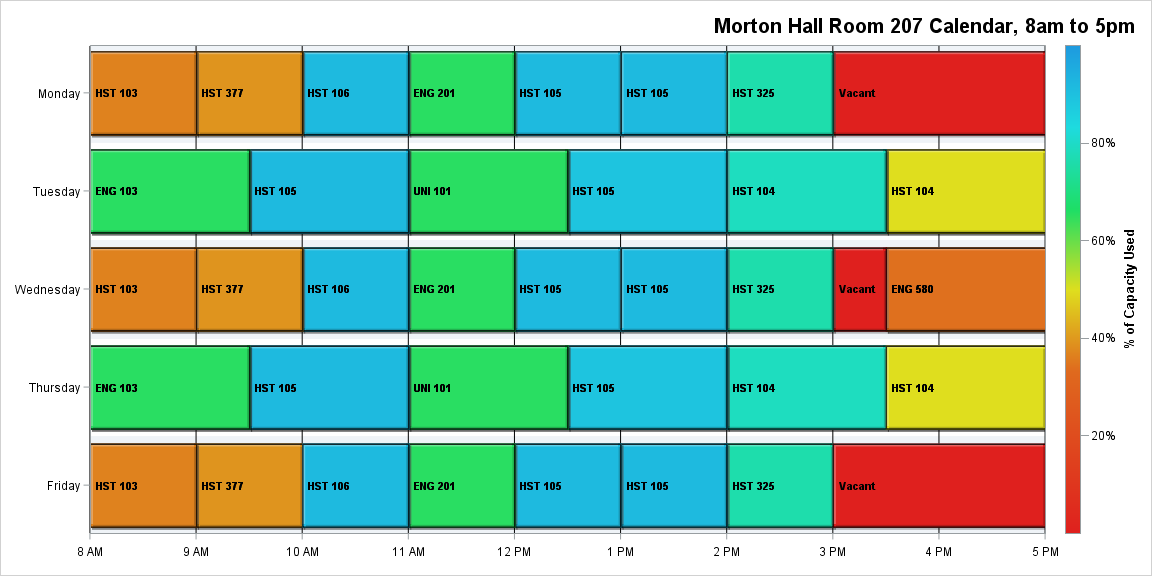 Morton Hall Room 207 Calendar, 8am to 5pm
Monday
HST 103
HST 377
HST 106
ENG 201
HST 105
HST 105
HST 325
Vacant
Tuesday
ENG 103
HST 105
UNI 101
HST 105
HST 104
HST 104
Wednesday
HST 103
HST 377
HST 106
ENG 201
HST 105
HST 105
HST 325
Vacant
ENG 580
Thursday
ENG 103
HST 105
UNI 101
HST 105
HST 104
HST 104
Friday
HST 103
HST 377
HST 106
ENG 201
HST 105
HST 105
HST 325
Vacant
8 AM
9 AM
10 AM
11 AM
12 PM
1 PM
2 PM
3 PM
4 PM
5 PM
80%
60%
40%
20%
% of Capacity Used